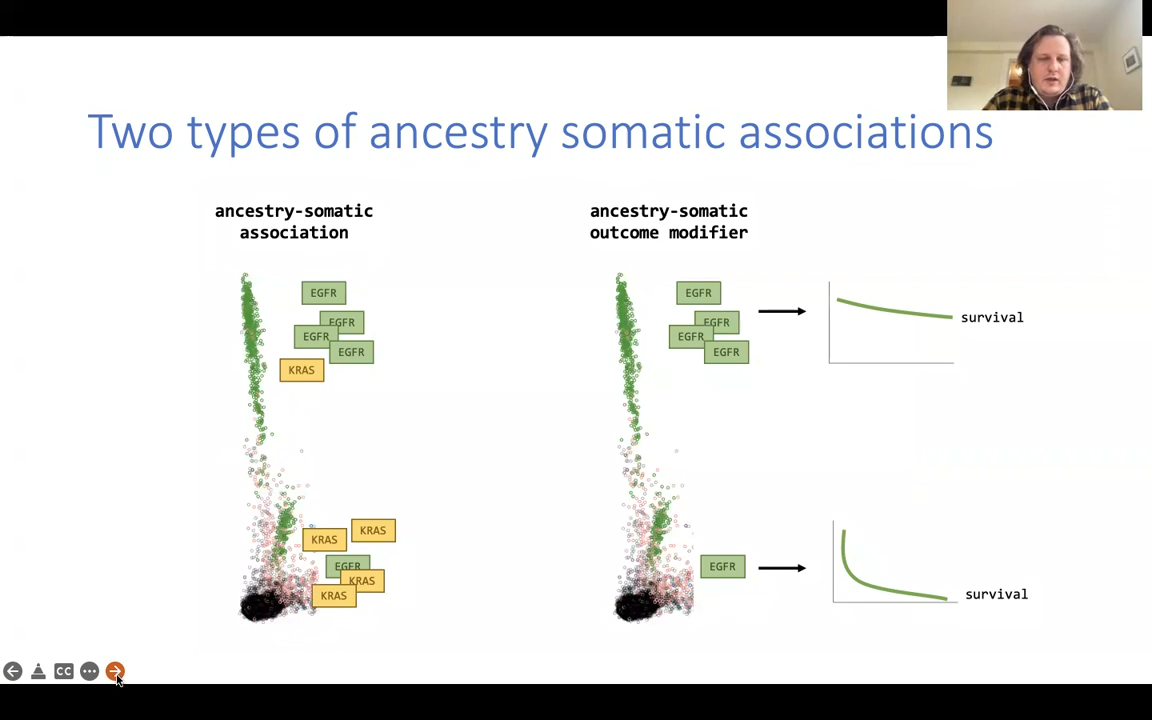 Two types of ancestry somatic associations
ancestry-somatic
association
EGFR
EGFR
EGFR
EGFR
KRAS
KRAS
KRAS
EGFR
KRAS
KRAS
ancestry-somatic
outcome modifier
EGFR
EGFR
EGFR
EGFR
survival
EGFR
survival
CC